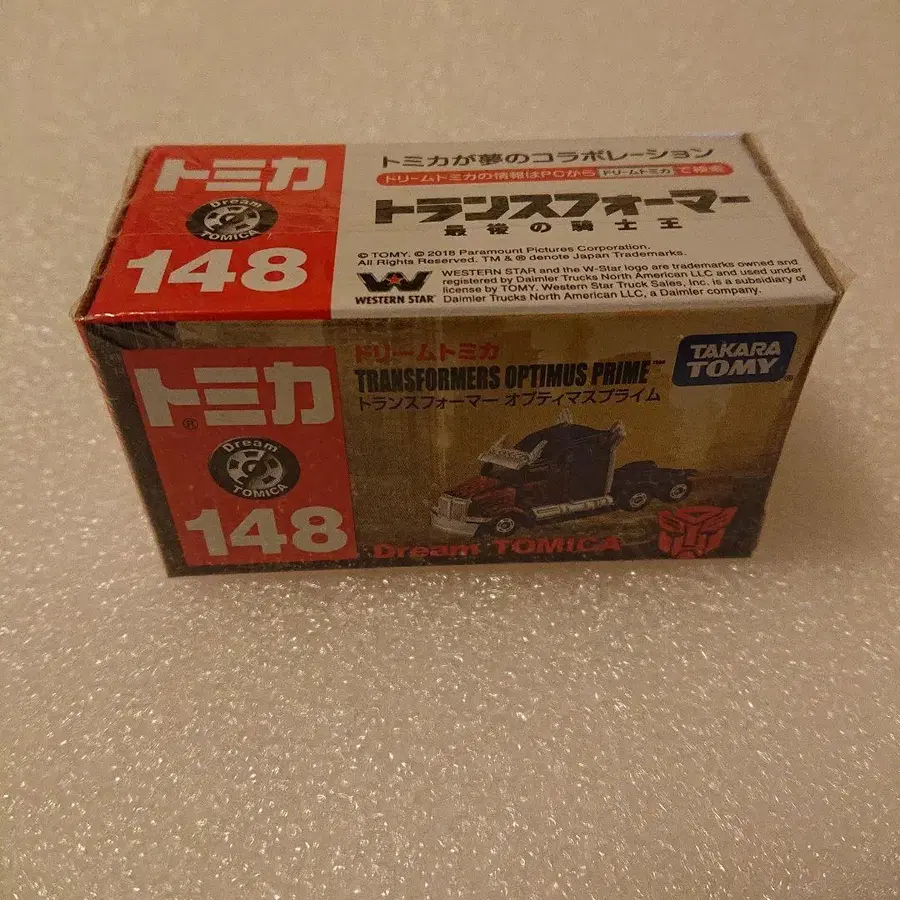 トミカ
Dream
TOMICA
148
トミカが夢のコラボレーション
ドリームトミカの情報はPCから ドリームトミカ で検索
トランスフォーマー
最後の騎士王
© TOMY. © 2018 Paramount Pictures Corporation.
All Rights Reserved. TM & ® denote Japan Trademarks.
WESTERN STAR
WESTERN STAR and the W-Star logo are trademarks owned and
registered by Daimler Trucks North American LLC and used under
license by TOMY. Western Star Truck Sales, Inc. is a subsidiary of
Daimler Trucks North American LLC, a Daimler company.
トミカ®
Dream
TOMICA
148
ドリームトミカ
TRANSFORMERS OPTIMUS PRIME™
トランスフォーマー オプティマスプライム
TAKARA
TOMY®
Dream TOMICA